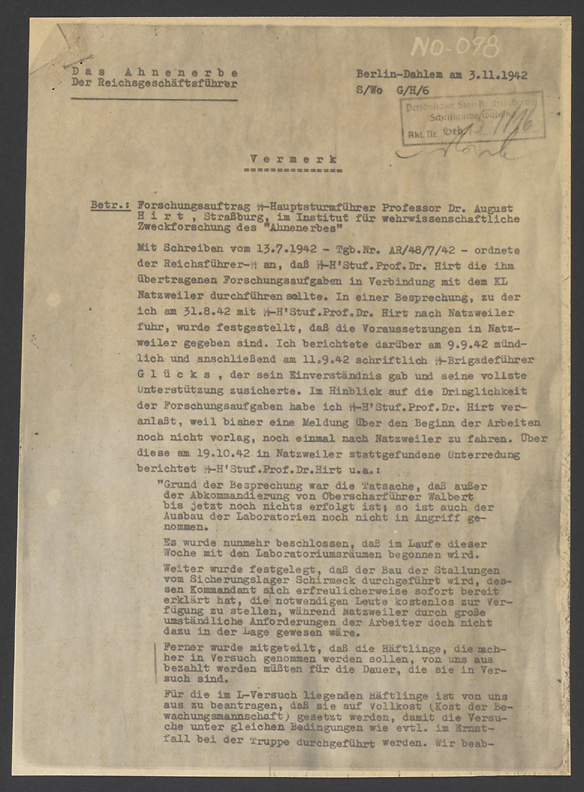 NO-098
Das Ahnenerbe
Der Reichsgeschäftsführer
Berlin-Dahlem am 3.11.1942
S/Wo G/H/6
Persönlicher Stab
Schriftgutverwaltung
Akt. Nr. Geh.
Vermerk
Betr.: Forschungsauftrag ᛋᛋ-Hauptsturmführer Professor Dr. August
Hirt, Straßburg, im Institut für wehrwissenschaftliche
Zweckforschung des "Ahnenerbes"
Mit Schreiben vom 13.7.1942 - Tgb.Nr. AR/48/7/42 - ordnete
der Reichsführer-ᛋᛋ an, daß ᛋᛋ-H'Stuf.Prof.Dr. Hirt die ihm
übertragenen Forschungsaufgaben in Verbindung mit dem KL
Natzweiler durchführen sollte. In einer Besprechung, zu der
ich am 31.8.42 mit ᛋᛋ-H'Stuf.Prof.Dr. Hirt nach Natzweiler
fuhr, wurde festgestellt, daß die Voraussetzungen in Natz-
weiler gegeben sind. Ich berichtete darüber am 9.9.42 münd-
lich und anschließend am 11.9.42 schriftlich ᛋᛋ-Brigadeführer
Glücks, der sein Einverständnis gab und seine vollste
Unterstützung zusicherte. Im Hinblick auf die Dringlichkeit
der Forschungsaufgaben habe ich ᛋᛋ-H'Stuf.Prof.Dr. Hirt ver-
anlaßt, weil bisher eine Meldung über den Beginn der Arbeiten
noch nicht vorlag, noch einmal nach Natzweiler zu fahren. Über
diese am 19.10.42 in Natzweiler stattgefundene Unterredung
berichtet ᛋᛋ-H'Stuf.Prof.Dr.Hirt u.a.:
"Grund der Besprechung war die Tatsache, daß außer
der Abkommandierung von Oberscharführer Walbert
bis jetzt noch nichts erfolgt ist; so ist auch der
Ausbau der Laboratorien noch nicht in Angriff ge-
nommen.
Es wurde nunmehr beschlossen, daß im Laufe dieser
Woche mit den Laboratoriumsräumen begonnen wird.
Weiter wurde festgelegt, daß der Bau der Stallungen
vom Sicherungslager Schirmeck durchgeführt wird, des-
sen Kommandant sich erfreulicherweise sofort bereit
erklärt hat, die notwendigen Leute kostenlos zur Ver-
fügung zu stellen, während Natzweiler durch große
umständliche Anforderungen der Arbeiter doch nicht
dazu in der Lage gewesen wäre.
Ferner wurde mitgeteilt, daß die Häftlinge, die nach-
her in Versuch genommen werden sollen, von uns aus
bezahlt werden müßten für die Dauer, die sie in Ver-
such sind.
Für die im L-Versuch liegenden Häftlinge ist von uns
aus zu beantragen, daß sie auf Vollkost (Kost der Be-
wachungsmannschaft) gesetzt werden, damit die Versu-
che unter gleichen Bedingungen wie evtl. im Ernst-
fall bei der Truppe durchgeführt werden. Wir beab-